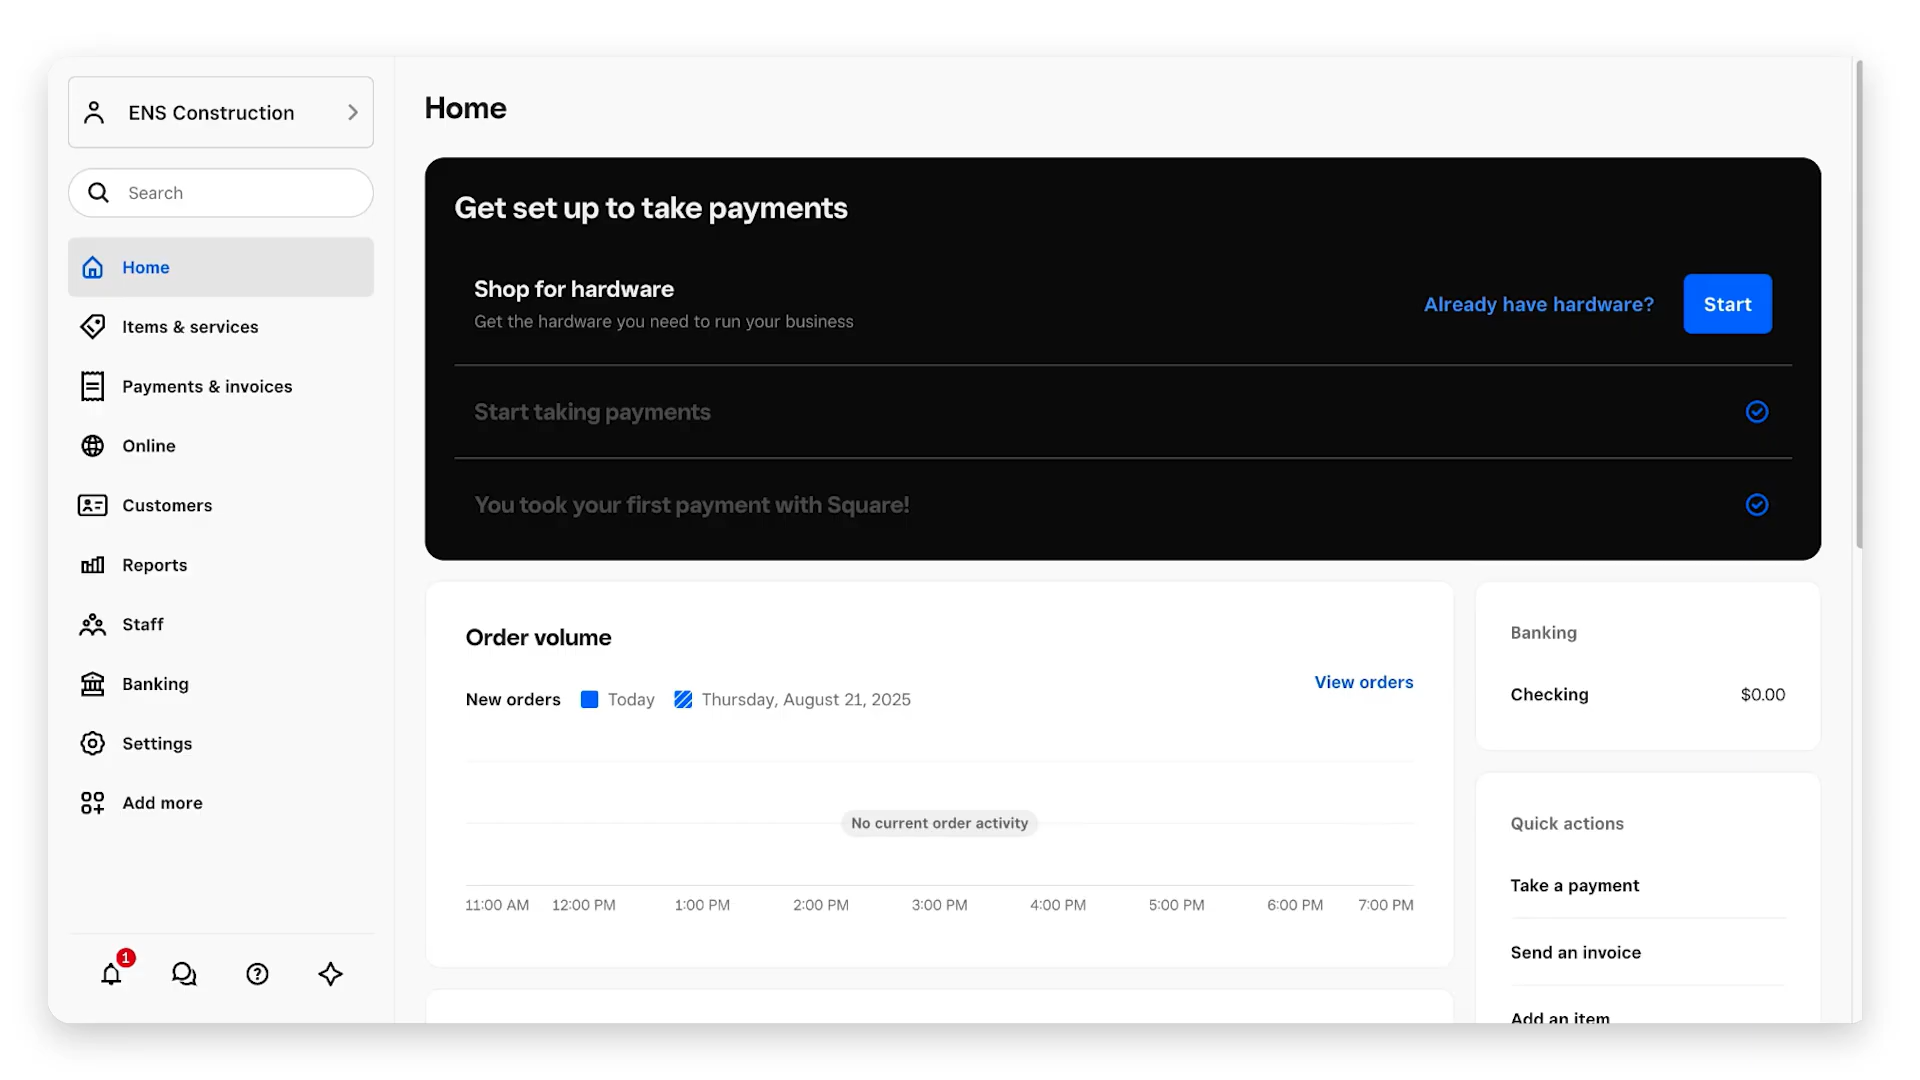 ENS Construction
Search
Home
Items & services
Payments & invoices
Online
Customers
Reports
Staff
Banking
Settings
Add more
1
Home
Get set up to take payments
Shop for hardware
Get the hardware you need to run your business
Already have hardware?
Start
Start taking payments
You took your first payment with Square!
Order volume
View orders
New orders Today Thursday, August 21, 2025
No current order activity
11:00 AM 12:00 PM 1:00 PM 2:00 PM 3:00 PM 4:00 PM 5:00 PM 6:00 PM 7:00 PM
Banking
Checking $0.00
Quick actions
Take a payment
Send an invoice
Add an item